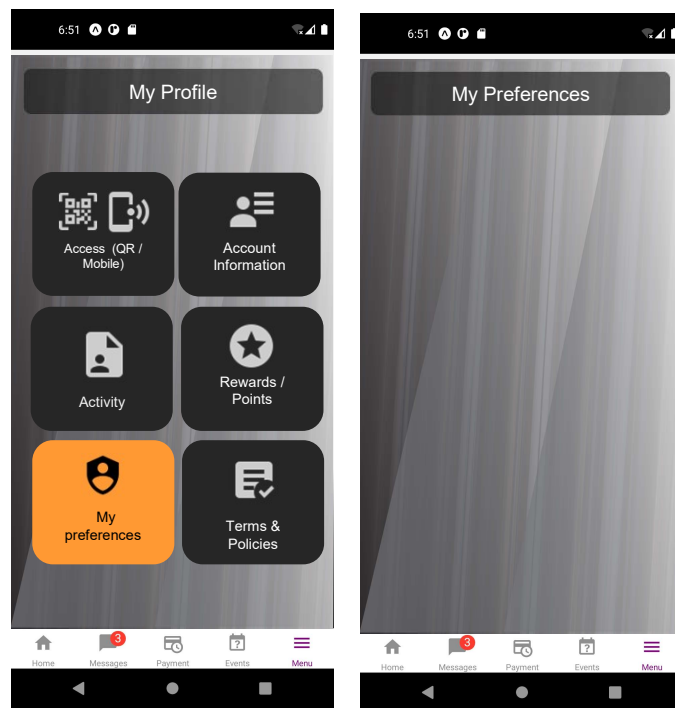 6:51
My Profile
Access (QR /
Mobile)
Account
Information
Activity
Rewards /
Points
My
preferences
Terms &
Policies
3
?
Home
Messages
Payment
Events
Menu
6:51
My Preferences
3
?
Home
Messages
Payment
Events
Menu